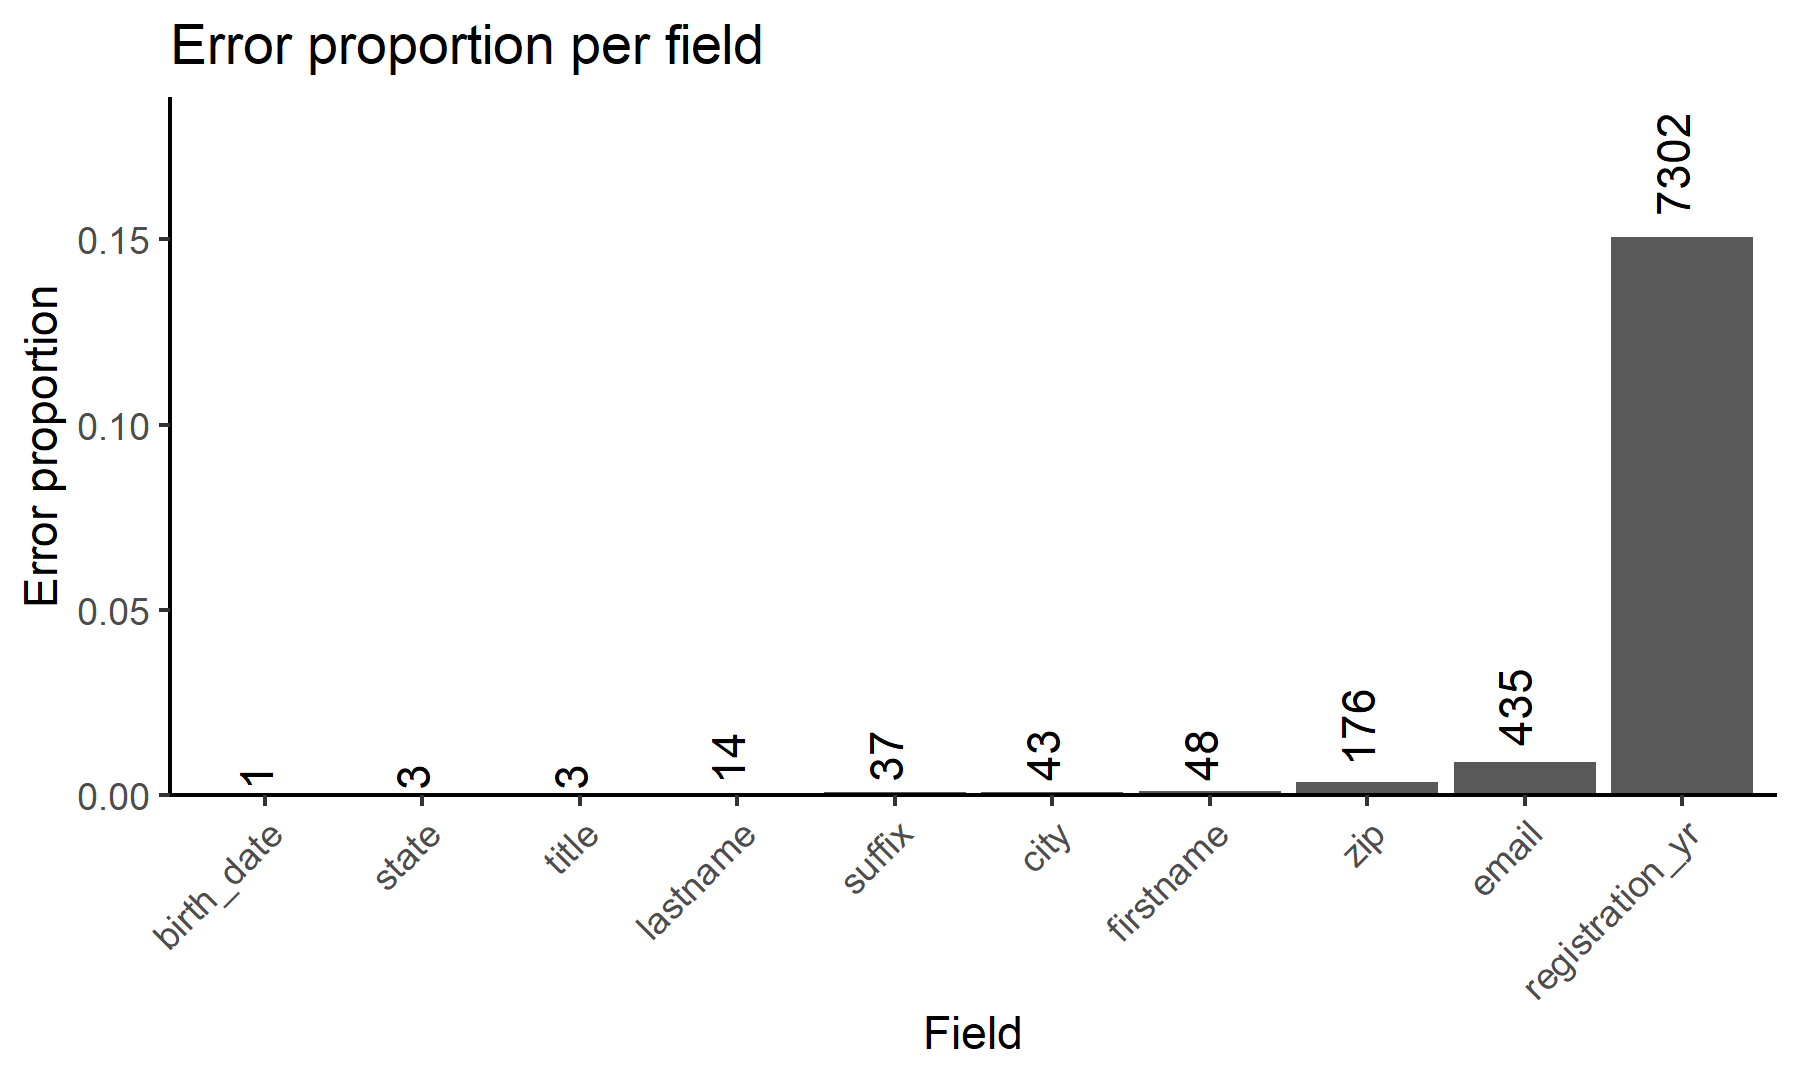 Error proportion per field
Error proportion
0.15
0.10
0.05
0.00
1
3
3
14
37
43
48
176
435
7302
birth_date
state
title
lastname
suffix
city
firstname
zip
email
registration_yr
Field